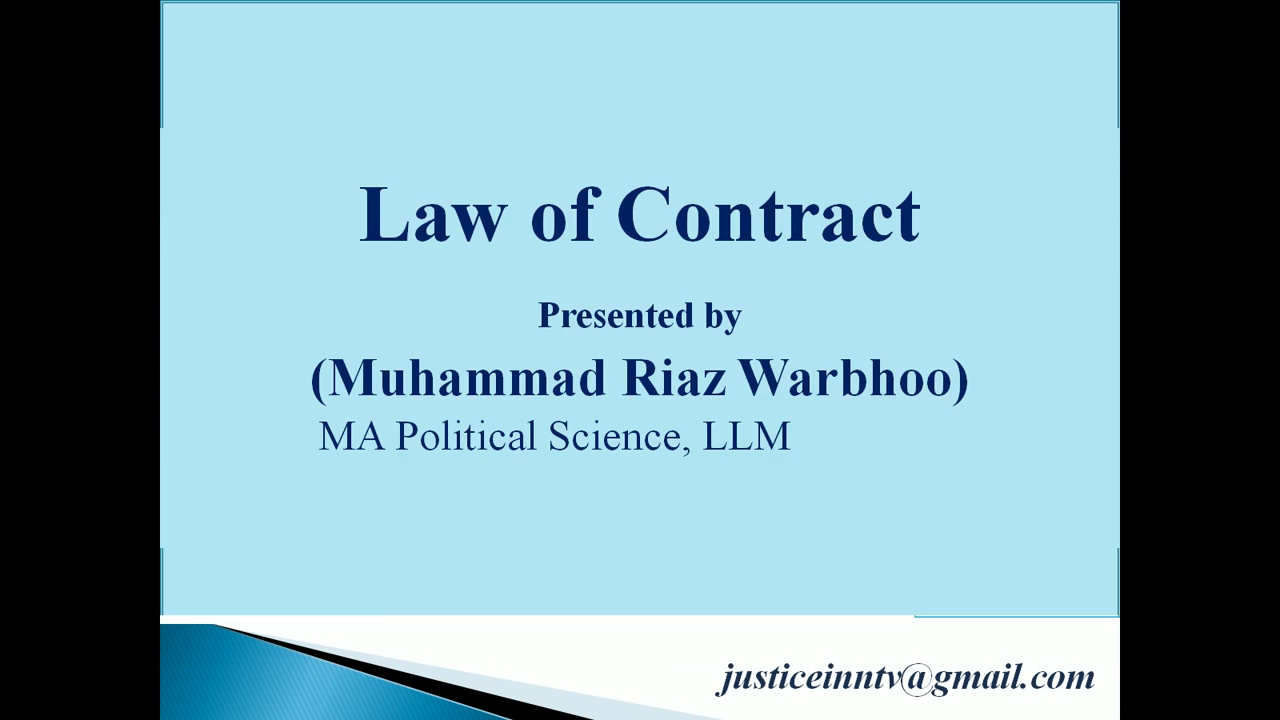 Law of Contract
Presented by
(Muhammad Riaz Warbhoo)
MA Political Science, LLM
justiceinntv@gmail.com